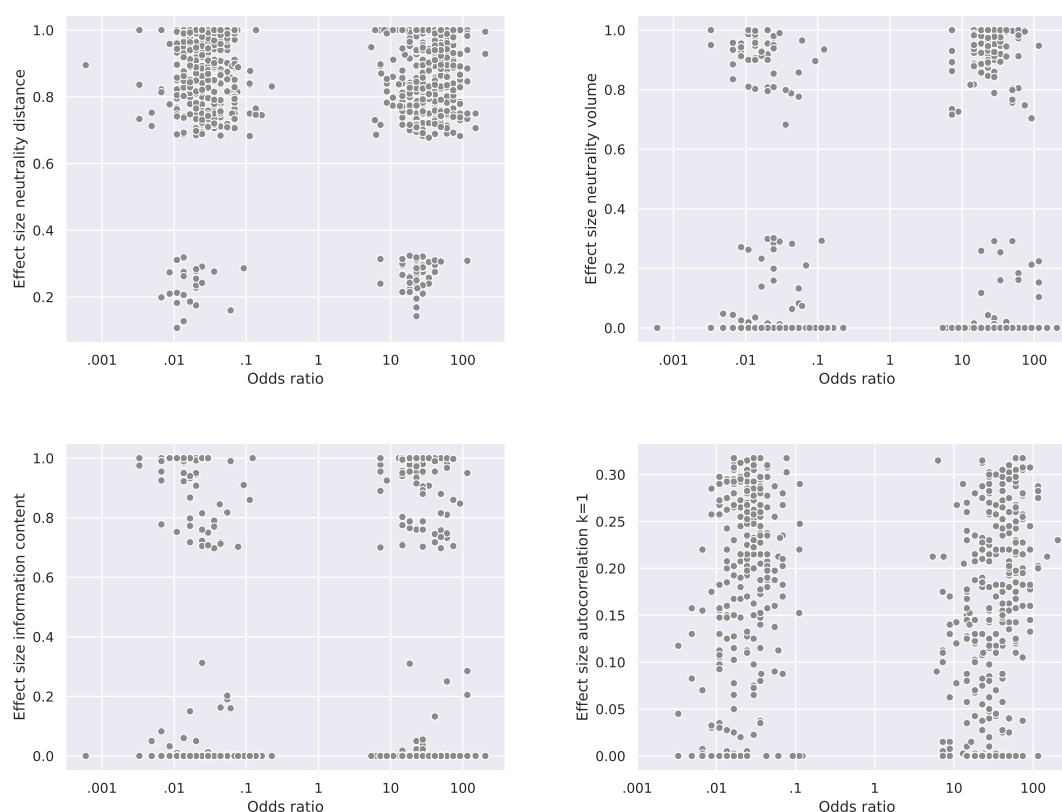 1.0
0.8
0.6
0.4
0.2
Effect size neutrality distance
.001 .01 .1 1 10 100
Odds ratio
1.0
0.8
0.6
0.4
0.2
0.0
Effect size neutrality volume
.001 .01 .1 1 10 100
Odds ratio
1.0
0.8
0.6
0.4
0.2
0.0
Effect size information content
.001 .01 .1 1 10 100
Odds ratio
0.30
0.25
0.20
0.15
0.10
0.05
0.00
Effect size autocorrelation k=1
.001 .01 .1 1 10 100
Odds ratio